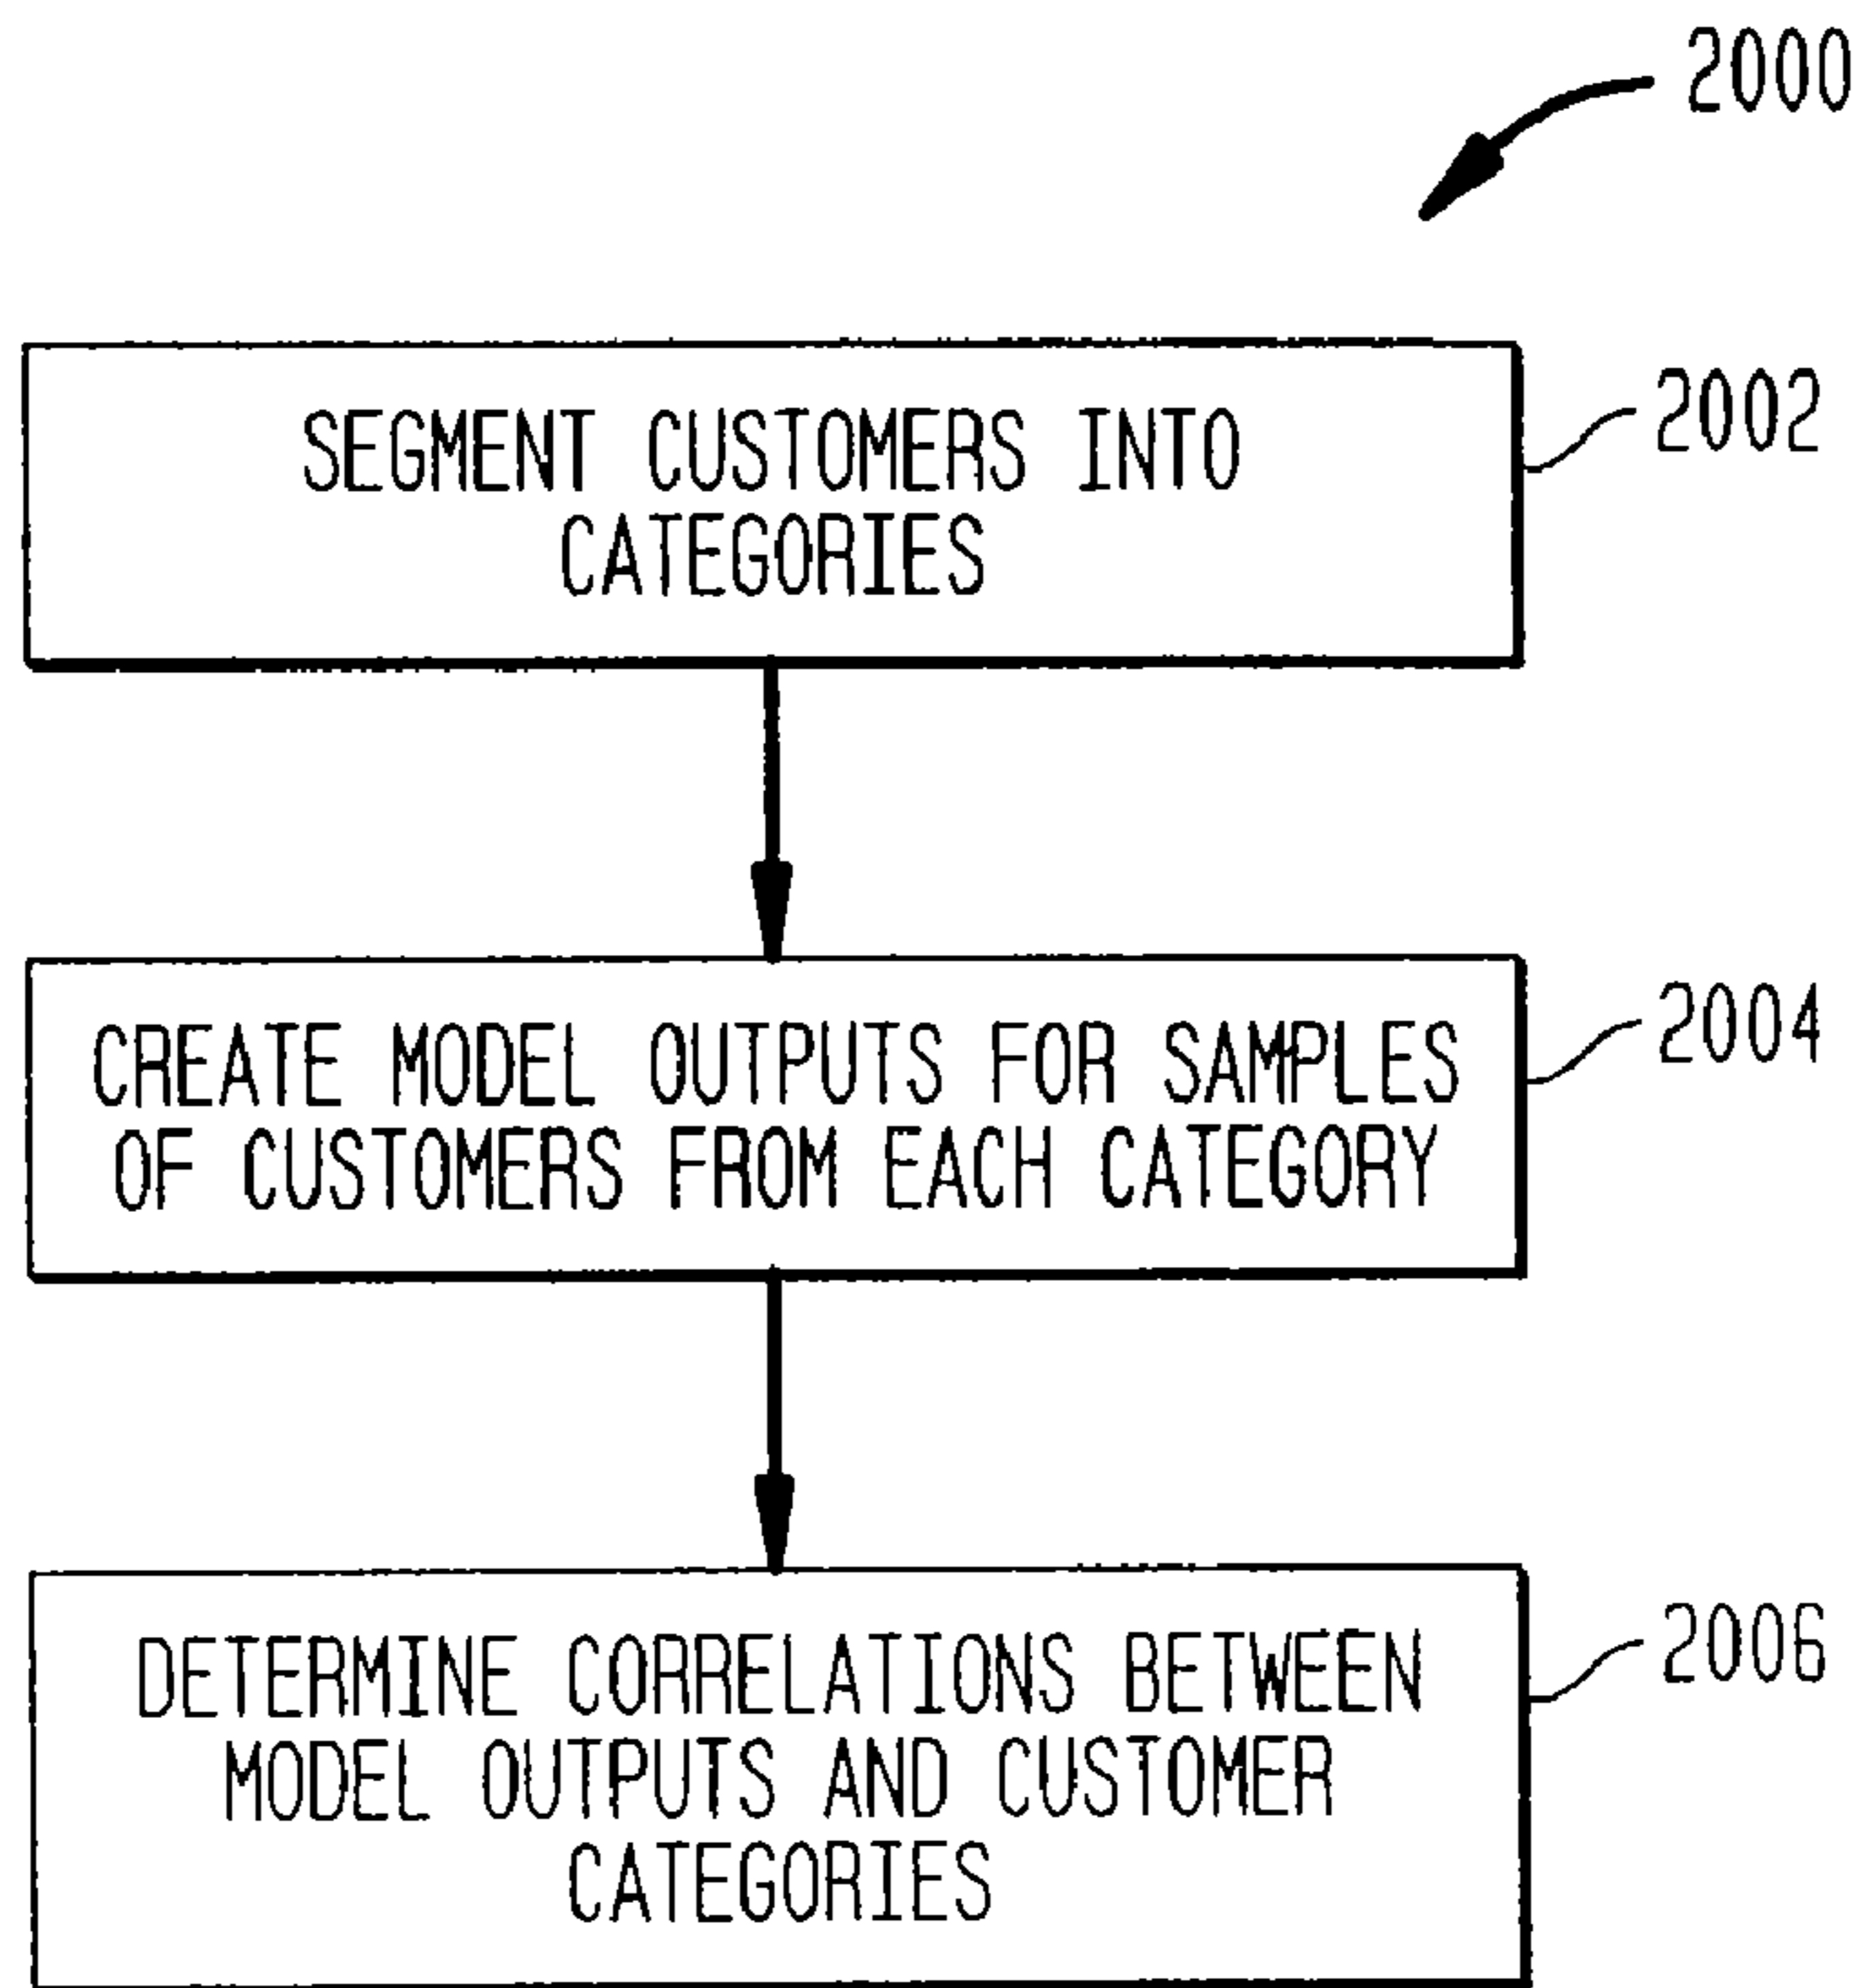 2000
SEGMENT CUSTOMERS INTO
CATEGORIES
2002
CREATE MODEL OUTPUTS FOR SAMPLES
OF CUSTOMERS FROM EACH CATEGORY
2004
DETERMINE CORRELATIONS BETWEEN
MODEL OUTPUTS AND CUSTOMER
CATEGORIES
2006